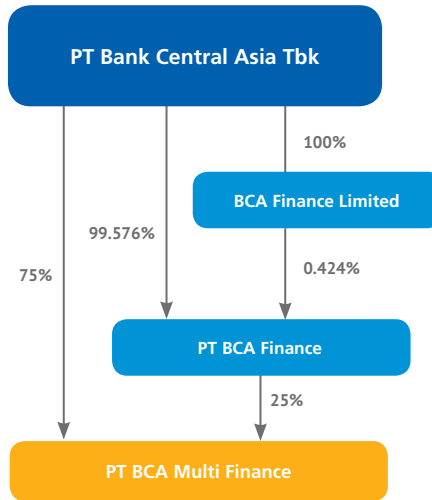 PT Bank Central Asia Tbk
100%
BCA Finance Limited
99.576%
75%
0.424%
PT BCA Finance
25%
PT BCA Multi Finance